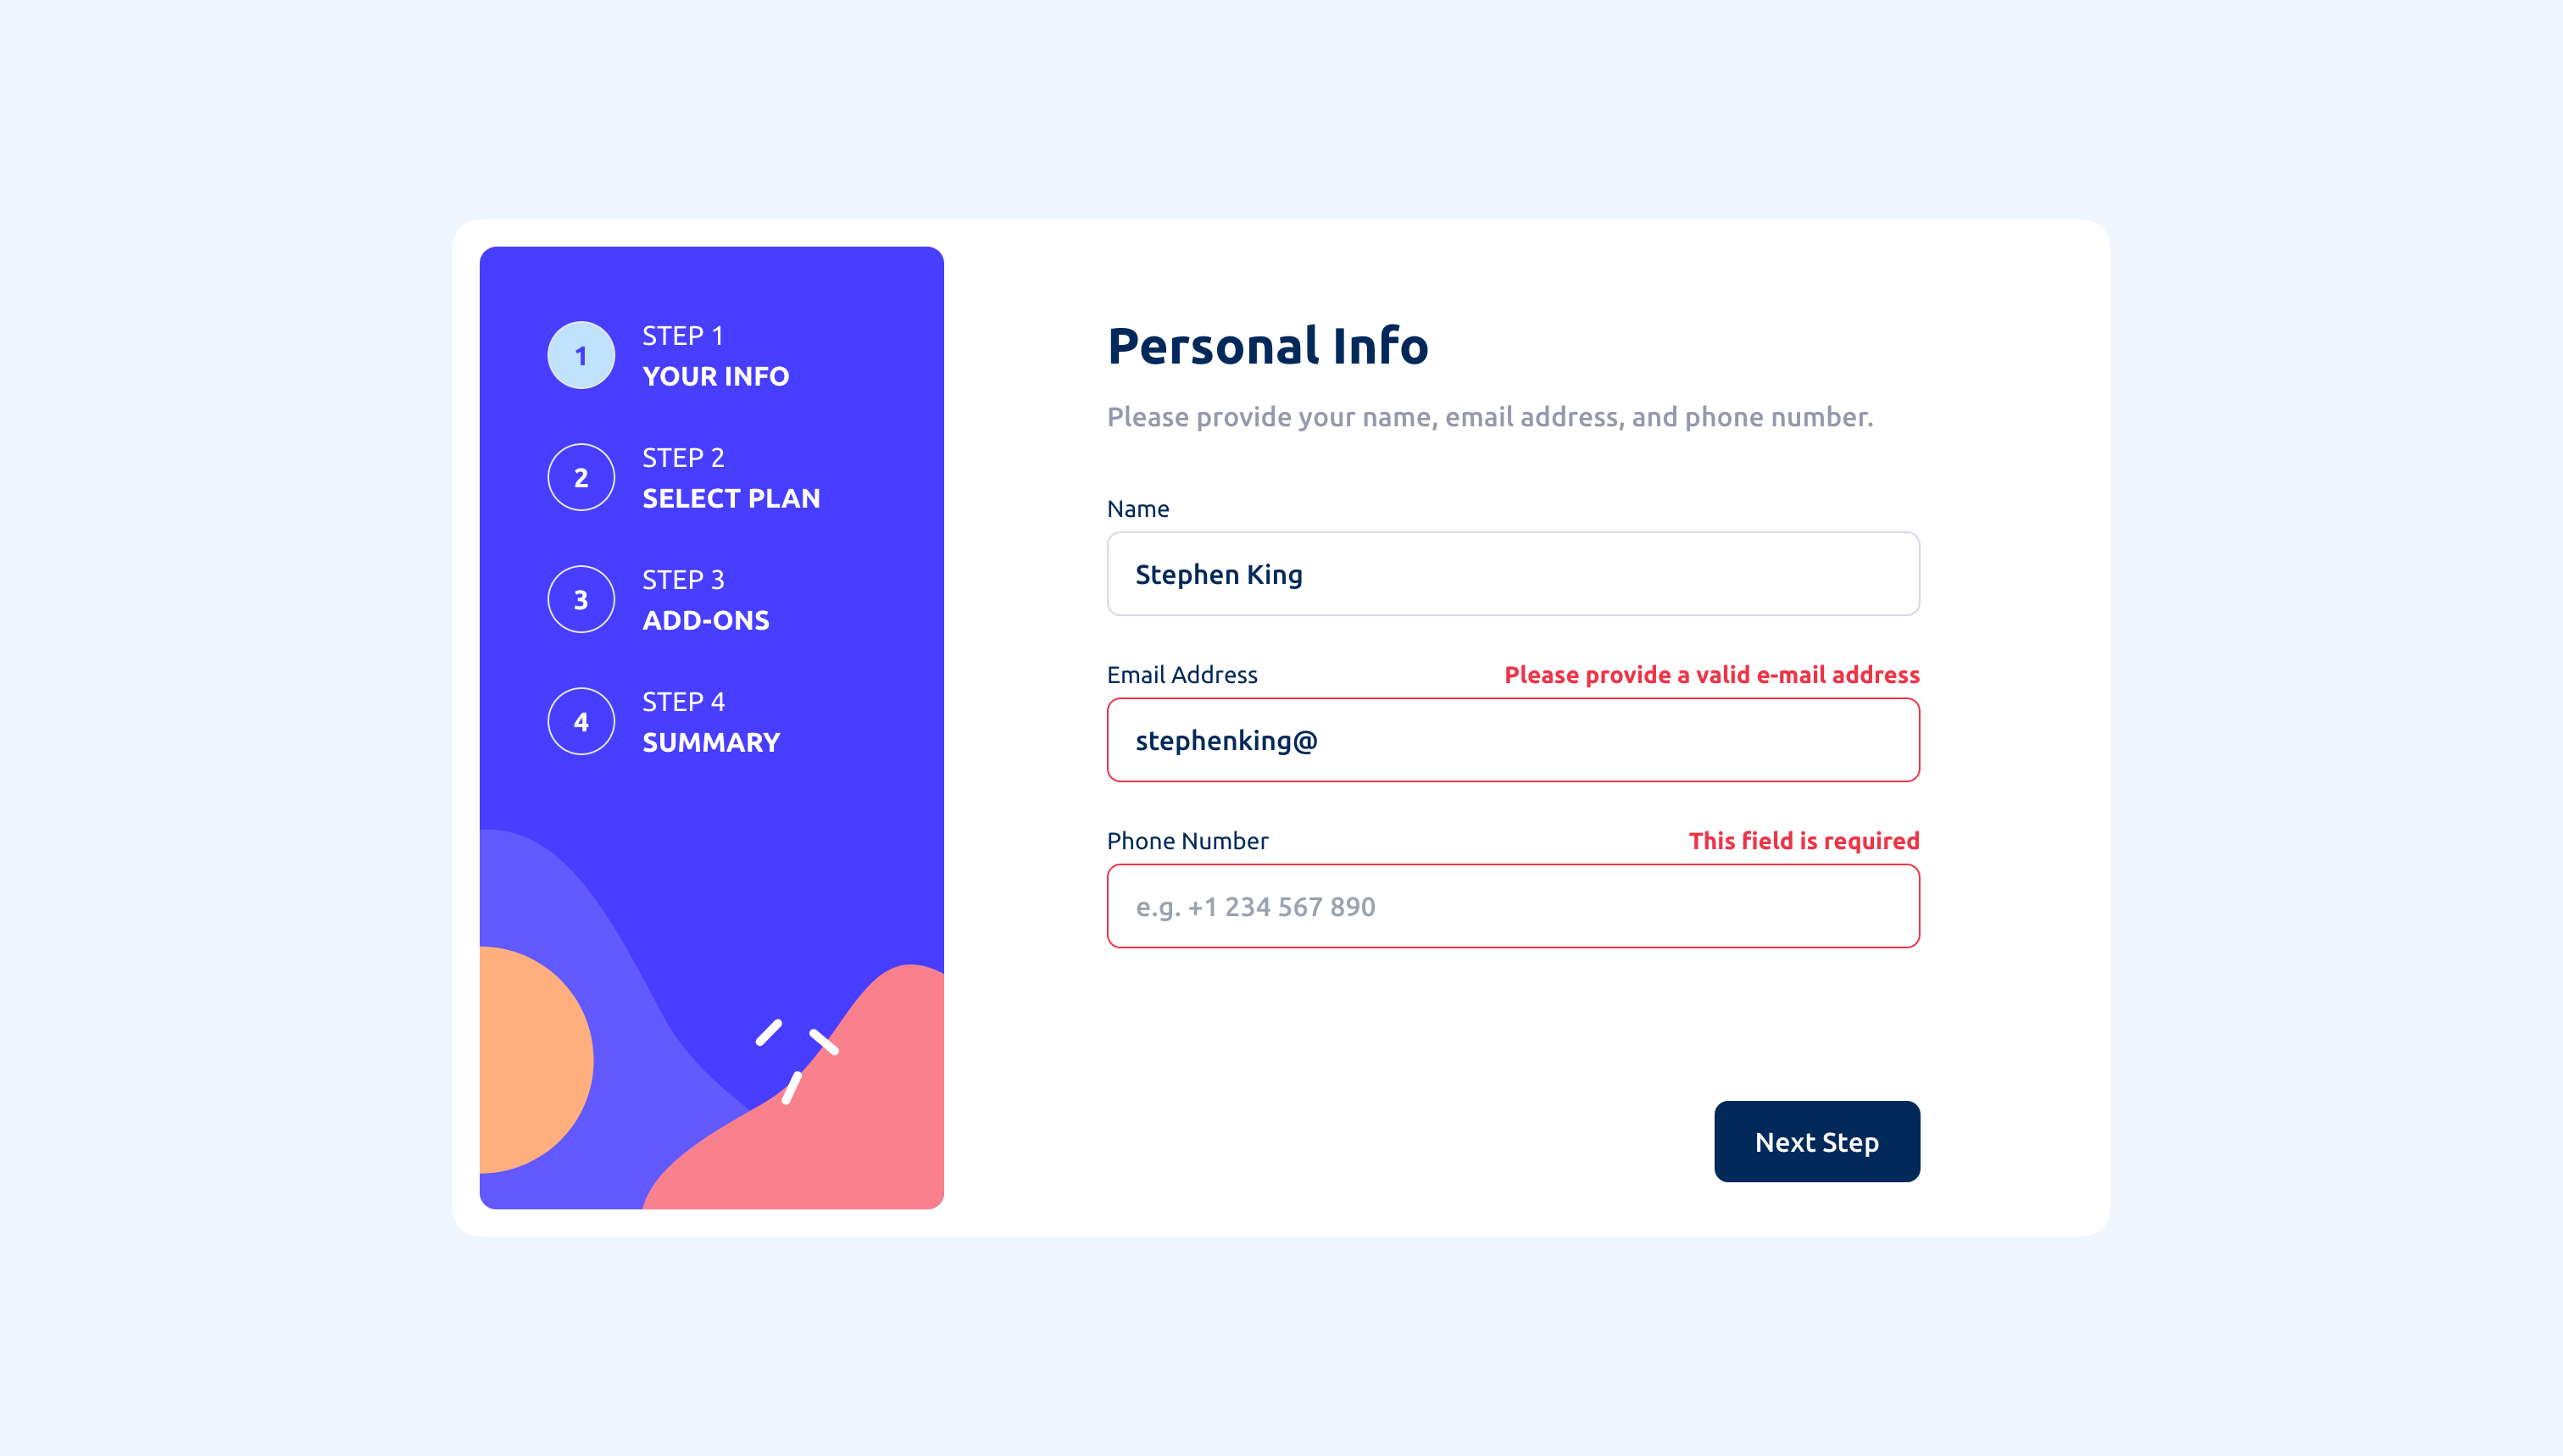 1
STEP 1
YOUR INFO
2
STEP 2
SELECT PLAN
3
STEP 3
ADD-ONS
4
STEP 4
SUMMARY
Personal Info
Please provide your name, email address, and phone number.
Name
Stephen King
Email Address
Please provide a valid e-mail address
stephenking@
Phone Number
This field is required
e.g. +1 234 567 890
Next Step